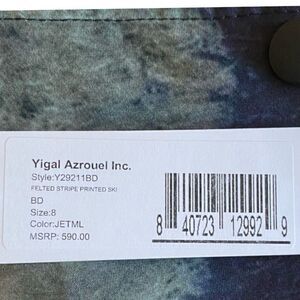 Yigal Azrouel Inc.
Style:Y29211BD
FELTED STRIPE PRINTED SKI
BD
Size:8
Color:JETML
MSRP: 590.00
8 40723 12992 9